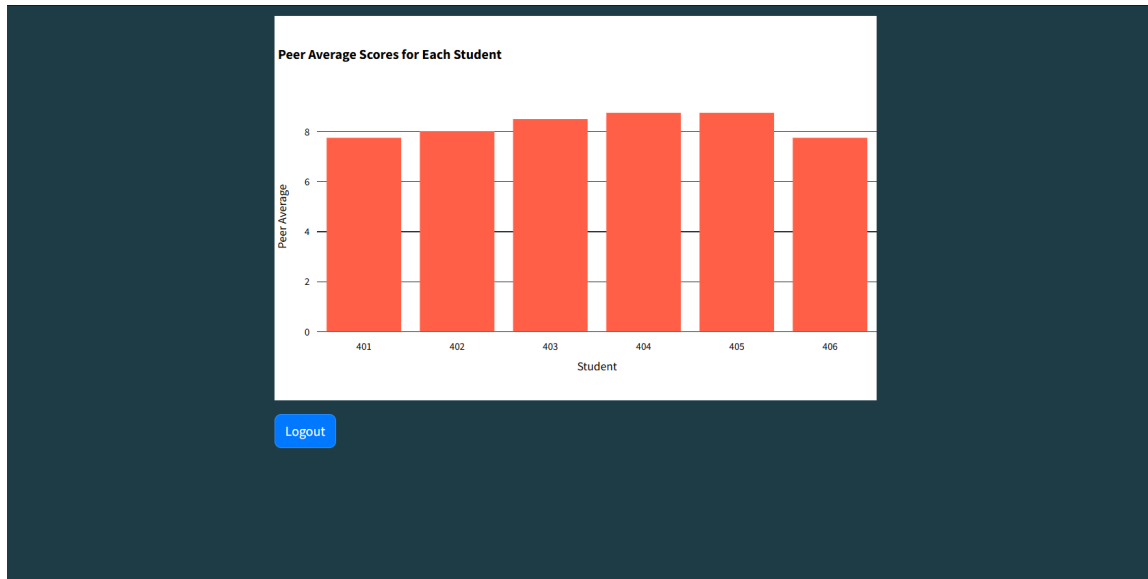 Peer Average Scores for Each Student
8
6
4
2
0
Peer Average
401 402 403 404 405 406
Student
Logout